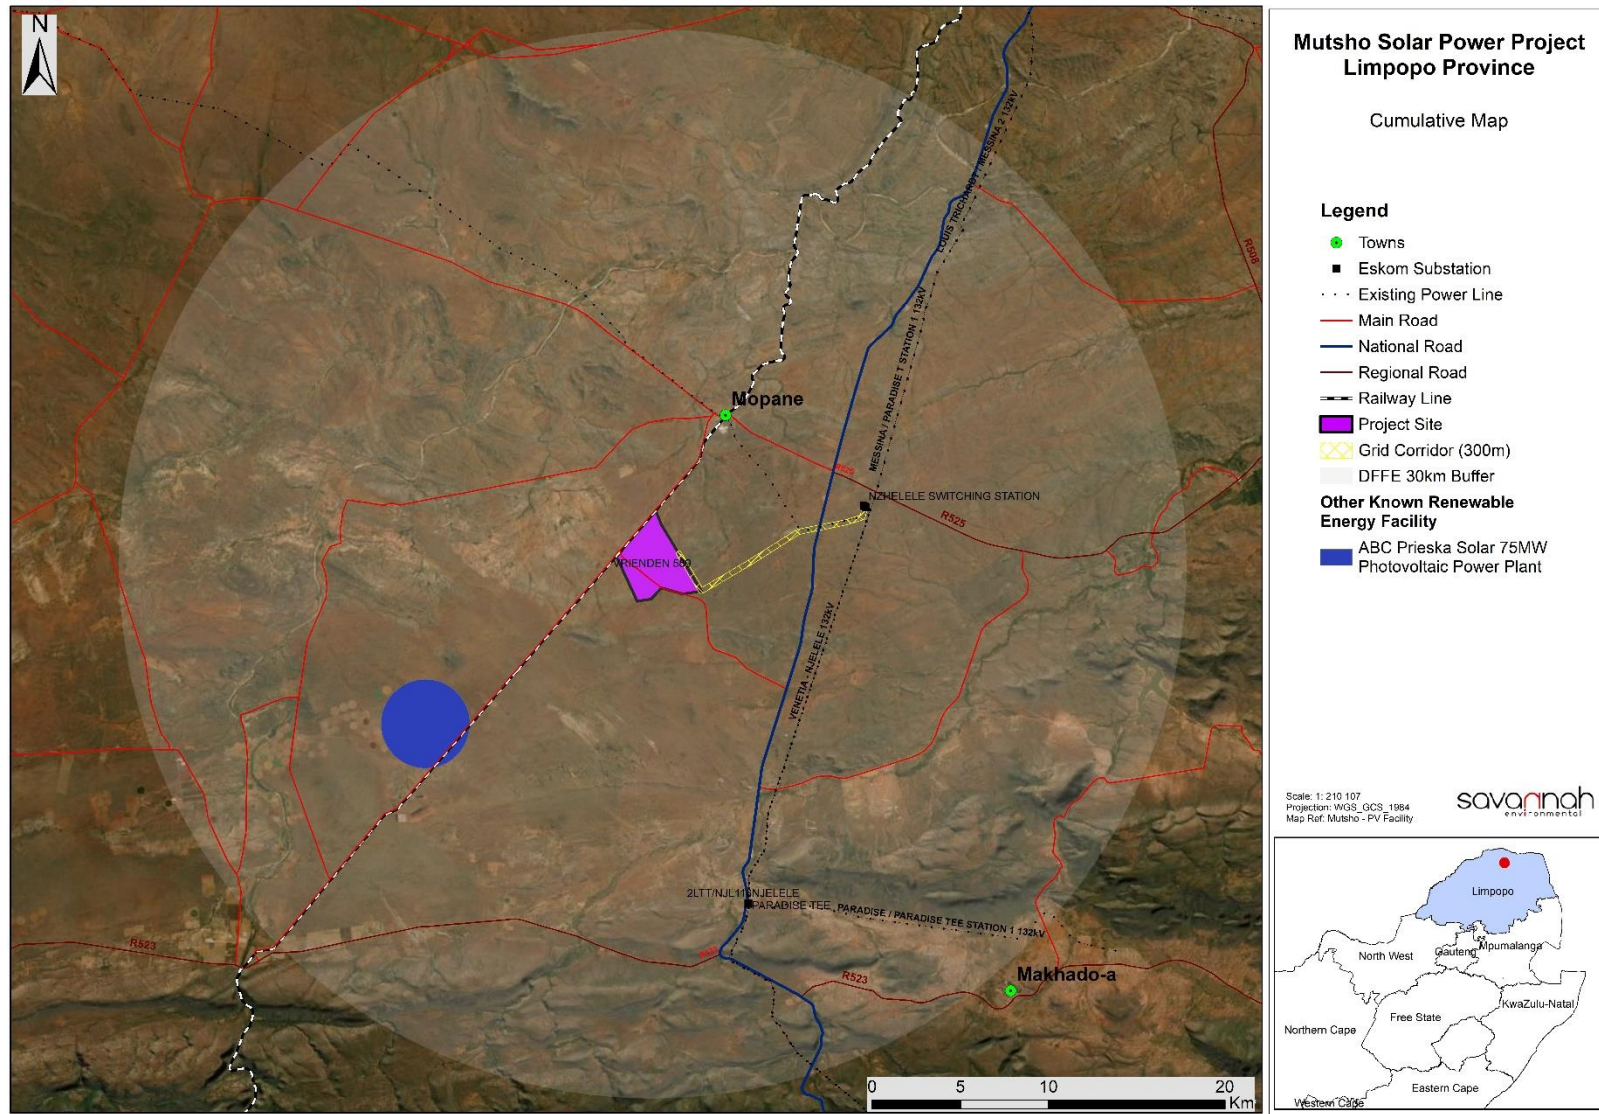 N
Mopane
LOUIS TRICHARDT / MESSINA 2 132kV
MESSINA / PARADISE T STATION 1 132kV
R508
R525
NZHELELE SWITCHING STATION
R525
VRIENDEN 589
VENETIA - NJELELE 132kV
PARADISE TEE
PARADISE / PARADISE TEE STATION 1 132kV
R523
R523
R523
Makhado-a
0 5 10 20
Km
Mutsho Solar Power Project
Limpopo Province
Cumulative Map
Legend
Towns
Eskom Substation
Existing Power Line
Main Road
National Road
Regional Road
Railway Line
Project Site
Grid Corridor (300m)
DFFE 30km Buffer
Other Known Renewable
Energy Facility
ABC Prieska Solar 75MW
Photovoltaic Power Plant
Scale: 1: 210 107
Projection: WGS_GCS_1984
Map Ref: Mutsho - PV Facility
savannah
environmental
Limpopo
North West
Gauteng
Mpumalanga
KwaZulu-Natal
Free State
Northern Cape
Eastern Cape
Western Cape